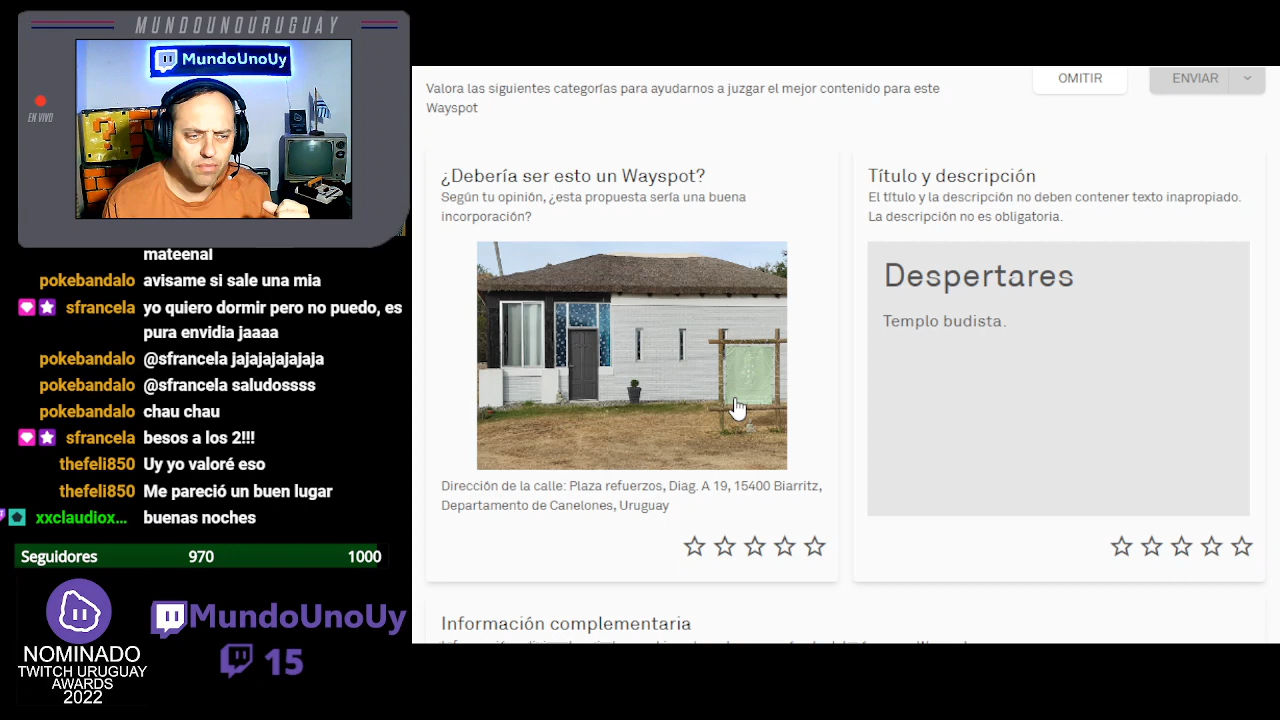 MUNDOUNOURUGUAY
MundoUnoUy
EN VIVO
mateenal
pokebandalo avisame si sale una mia
sfrancela yo quiero dormir pero no puedo, es
pura envidia jaaaa
pokebandalo @sfrancela jajajajajaja
pokebandalo @sfrancela saludossss
pokebandalo chau chau
sfrancela besos a los 2!!!
thefeli850 Uy yo valoré eso
thefeli850 Me pareció un buen lugar
xxclaudiox... buenas noches
Seguidores 970 1000
MundoUnoUy
15
NOMINADO
TWITCH URUGUAY
AWARDS
2022
OMITIR
ENVIAR
Valora las siguientes categorías para ayudarnos a juzgar el mejor contenido para este
Wayspot
¿Debería ser esto un Wayspot?
Según tu opinión, ¿esta propuesta sería una buena
incorporación?
Dirección de la calle: Plaza refuerzos, Diag. A 19, 15400 Biarritz,
Departamento de Canelones, Uruguay
Título y descripción
El título y la descripción no deben contener texto inapropiado.
La descripción no es obligatoria.
Despertares
Templo budista.
Información complementaria